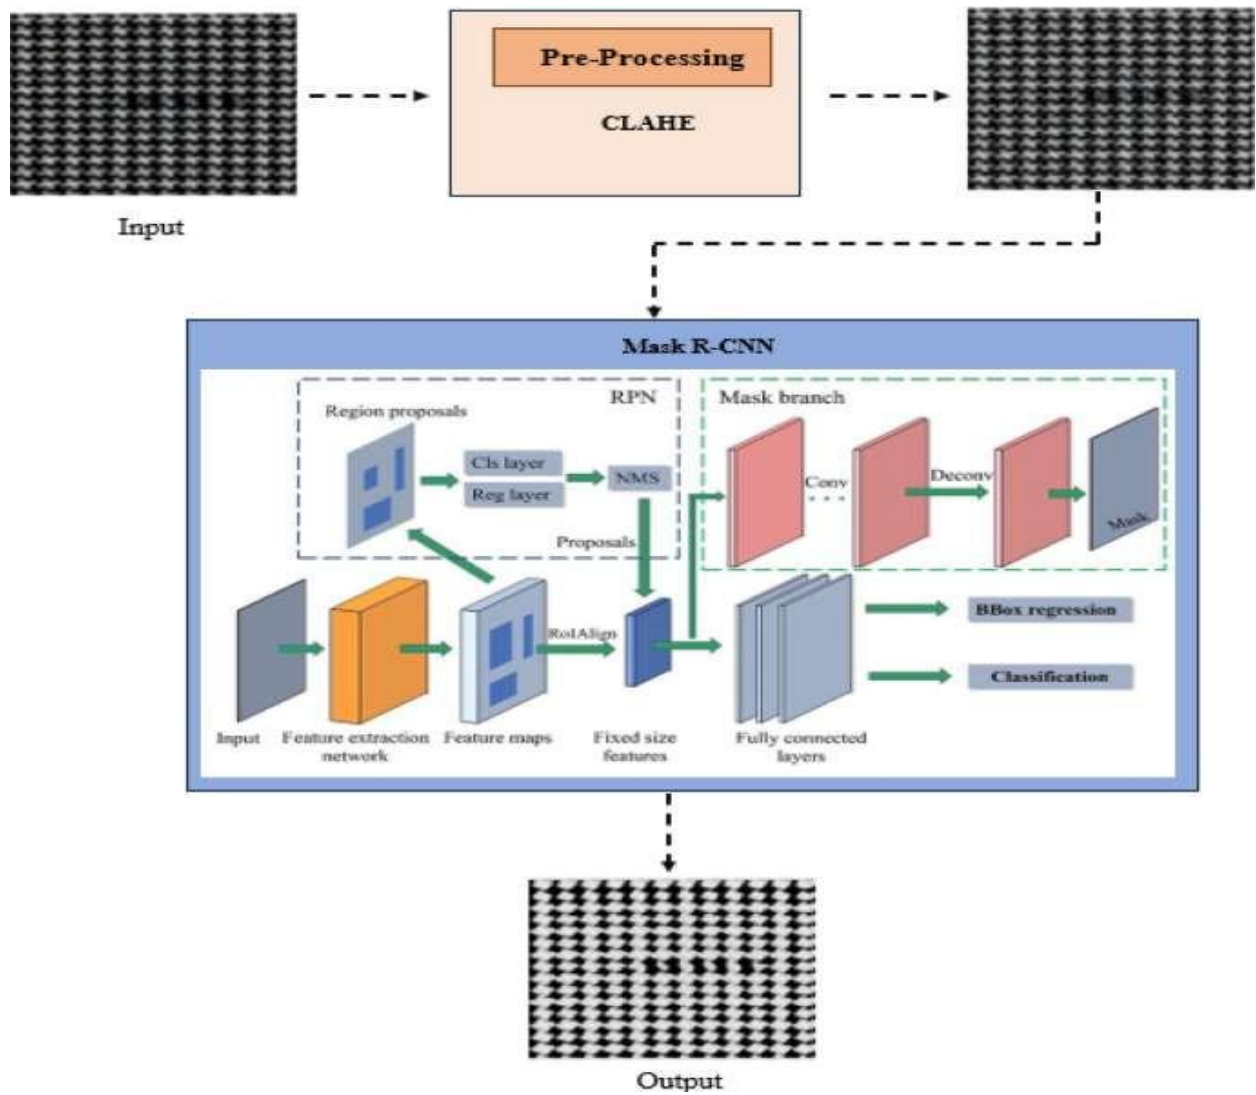 Pre-Processing
CLAHE
Input
Mask R-CNN
RPN
Region proposals
Cls layer
Reg layer
NMS
Proposals
Mask branch
Conv
Deconv
Mask
RoIAlign
BBox regression
Classification
Input
Feature extraction
network
Feature maps
Fixed size
features
Fully connected
layers
Output